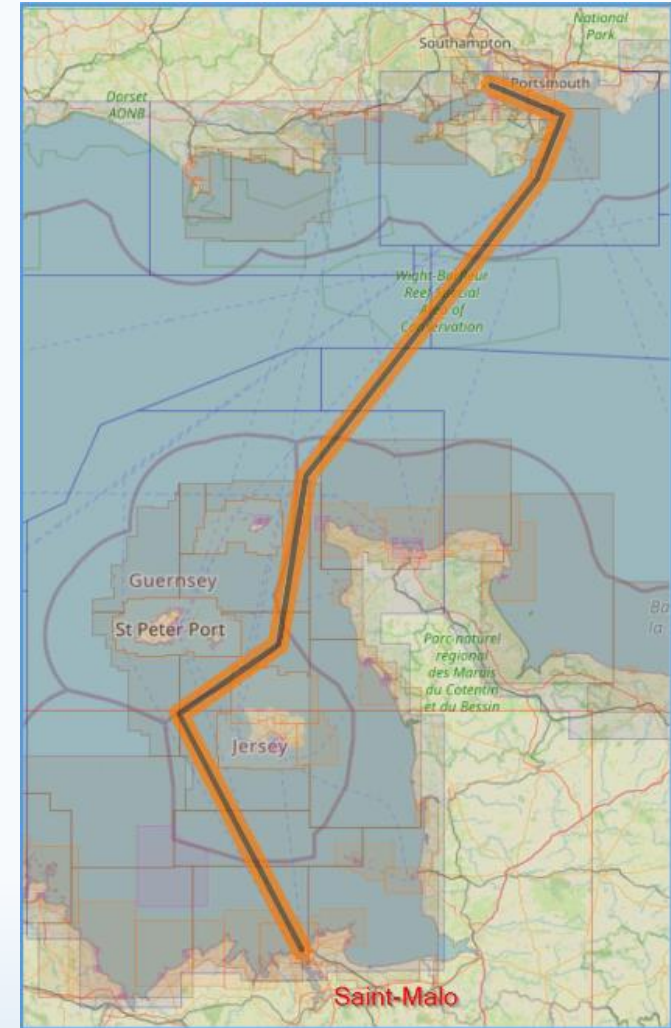 National
Park
Southampton
Portsmouth
Dorset
AONB
Wight-Barfleur
Reef Special
Area of
Conservation
Guernsey
St Peter Port
Parc naturel
régional
des Marais
du Cotentin
et du Bessin
Jersey
Saint-Malo